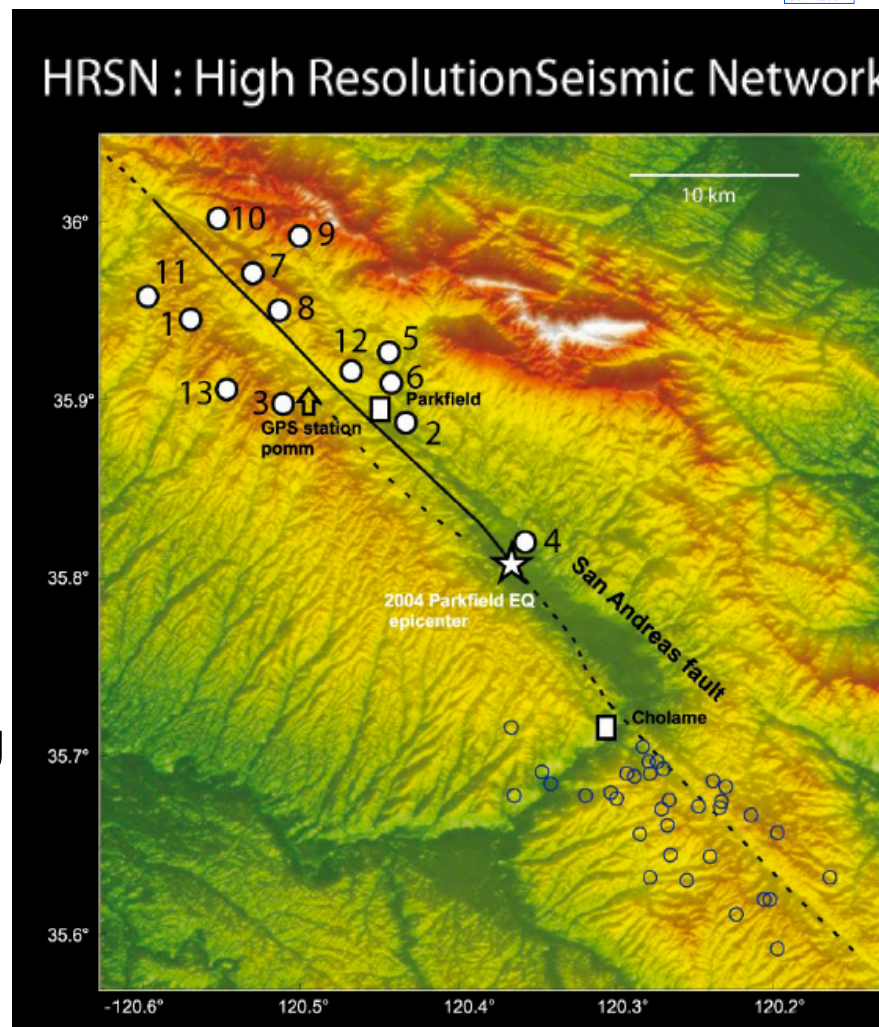 HRSN : High ResolutionSeismic Network
10 km
36°
35.9°
35.8°
35.7°
35.6°
10
9
7
11
8
1
12
5
6
13
3
Parkfield
GPS station
pomm
2
4
2004 Parkfield EQ
epicenter
San Andreas fault
Cholame
-120.6°
120.5°
120.4°
120.3°
120.2°